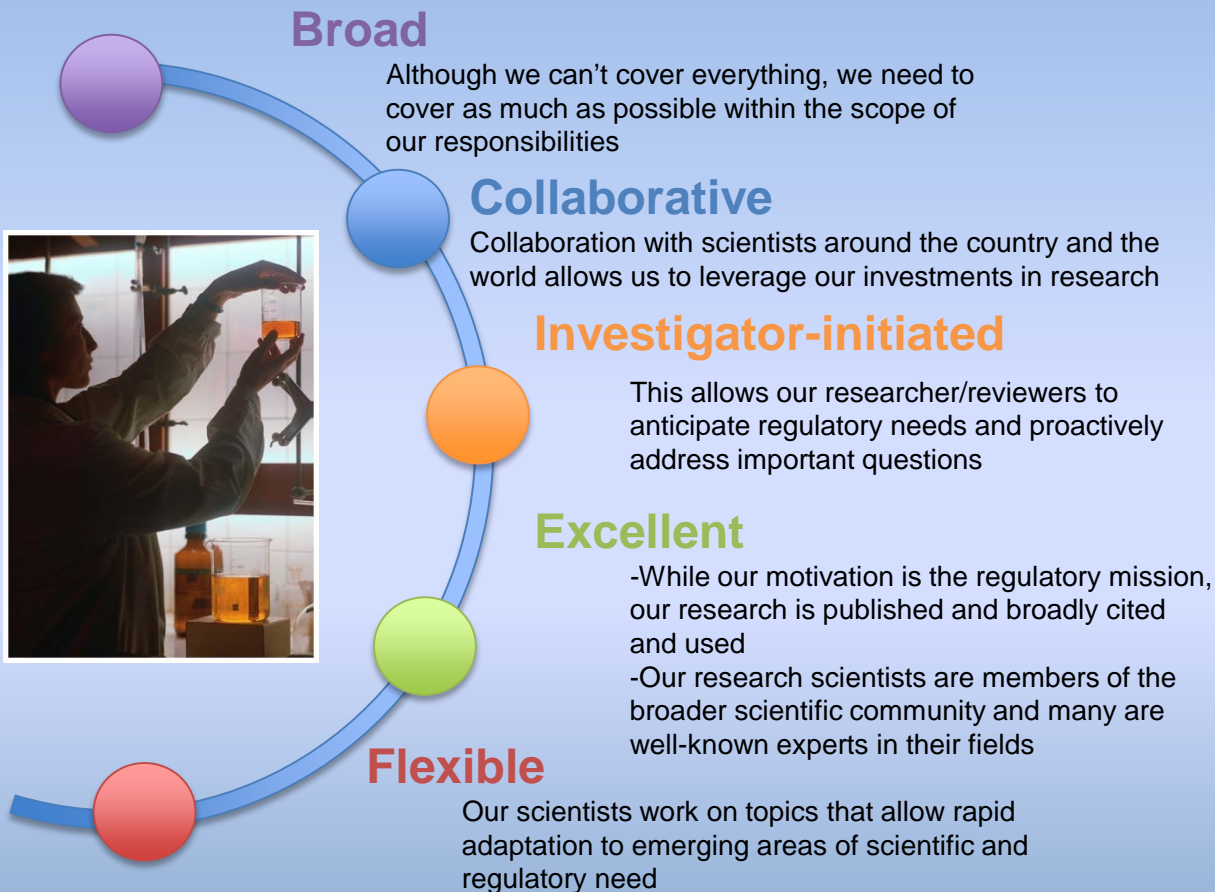 Broad
Although we can't cover everything, we need to
cover as much as possible within the scope of
our responsibilities
Collaborative
Collaboration with scientists around the country and the
world allows us to leverage our investments in research
Investigator-initiated
This allows our researcher/reviewers to
anticipate regulatory needs and proactively
address important questions
Excellent
-While our motivation is the regulatory mission,
our research is published and broadly cited
and used
-Our research scientists are members of the
broader scientific community and many are
well-known experts in their fields
Flexible
Our scientists work on topics that allow rapid
adaptation to emerging areas of scientific and
regulatory need